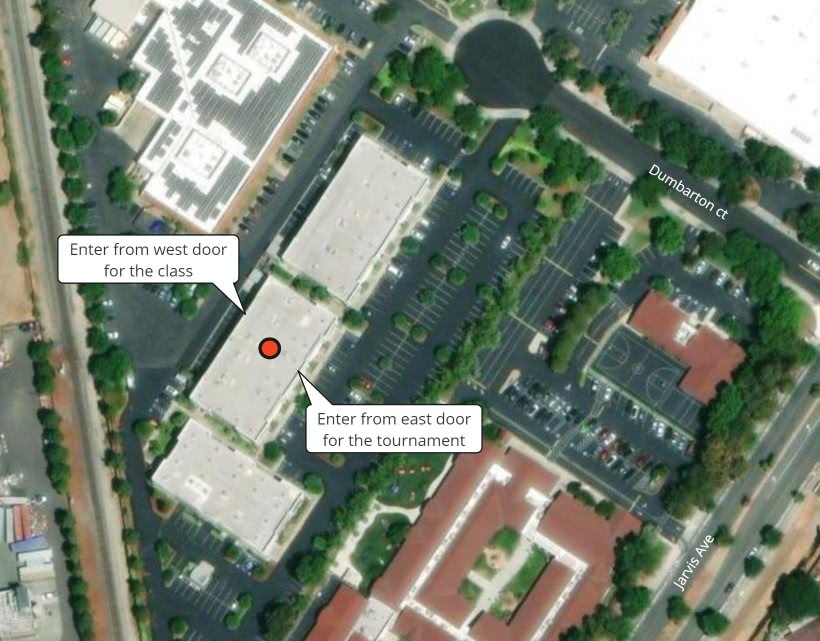 Dumbarton ct
Enter from west door
for the class
Enter from east door
for the tournament
Jarvis Ave